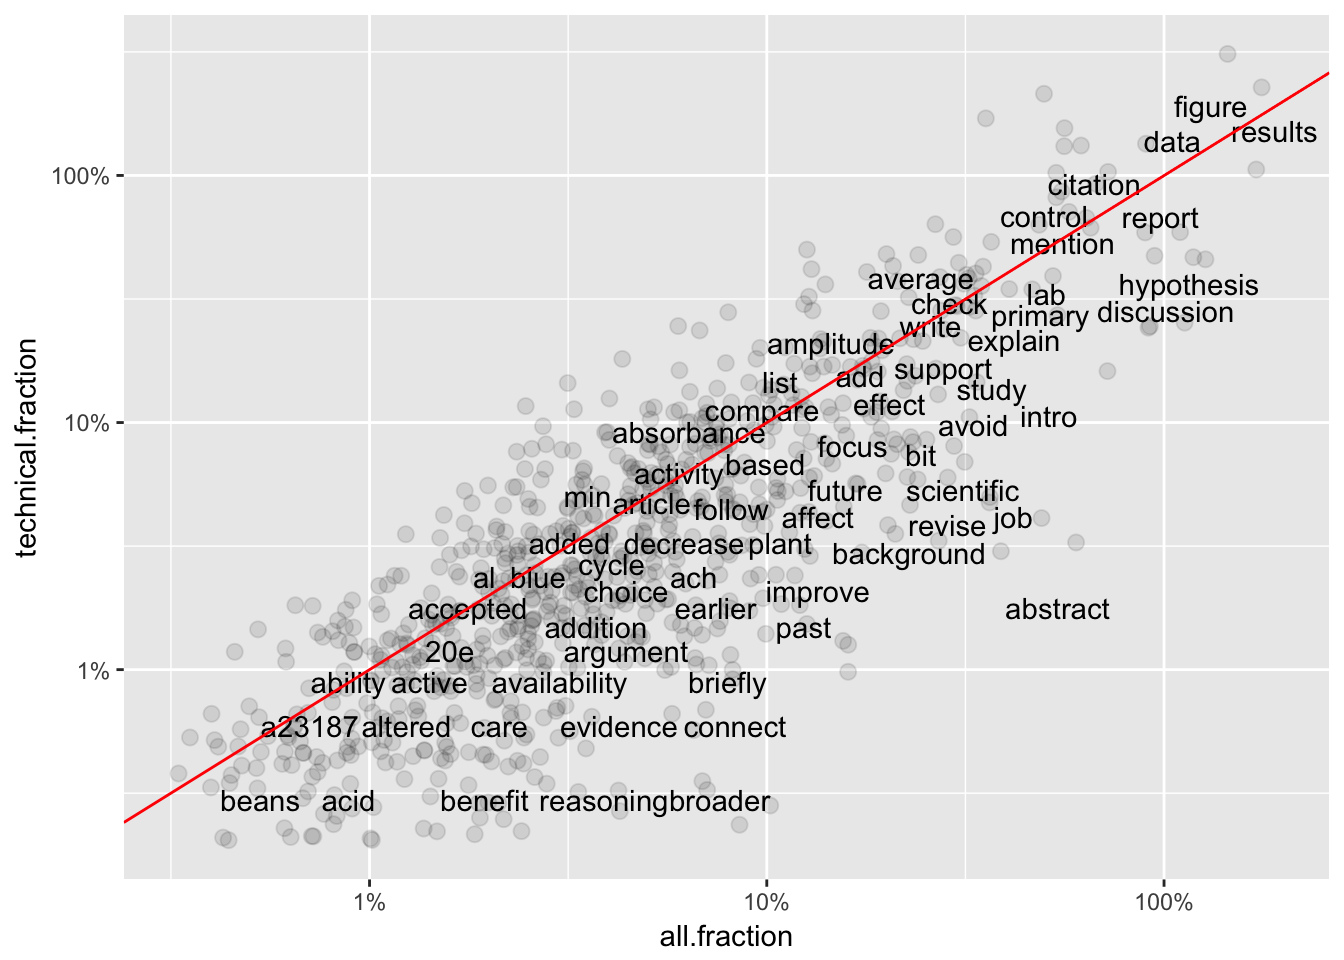 figure
results
data
100%
citation
control report
mention
average
hypothesis
check lab
primary discussion
write
amplitude explain
support
list add study
compare effect intro
10%
absorbance avoid
focus bit
activity based
min article future scientific
follow affect revise job
added decrease plant background
cycle
al blue ach
choice improve
accepted earlier abstract
addition past
20e argument
1%
ability active availability briefly
a23187 altered care evidence connect
beans acid benefit reasoning broader
technical.fraction
1% 10% 100%
all.fraction